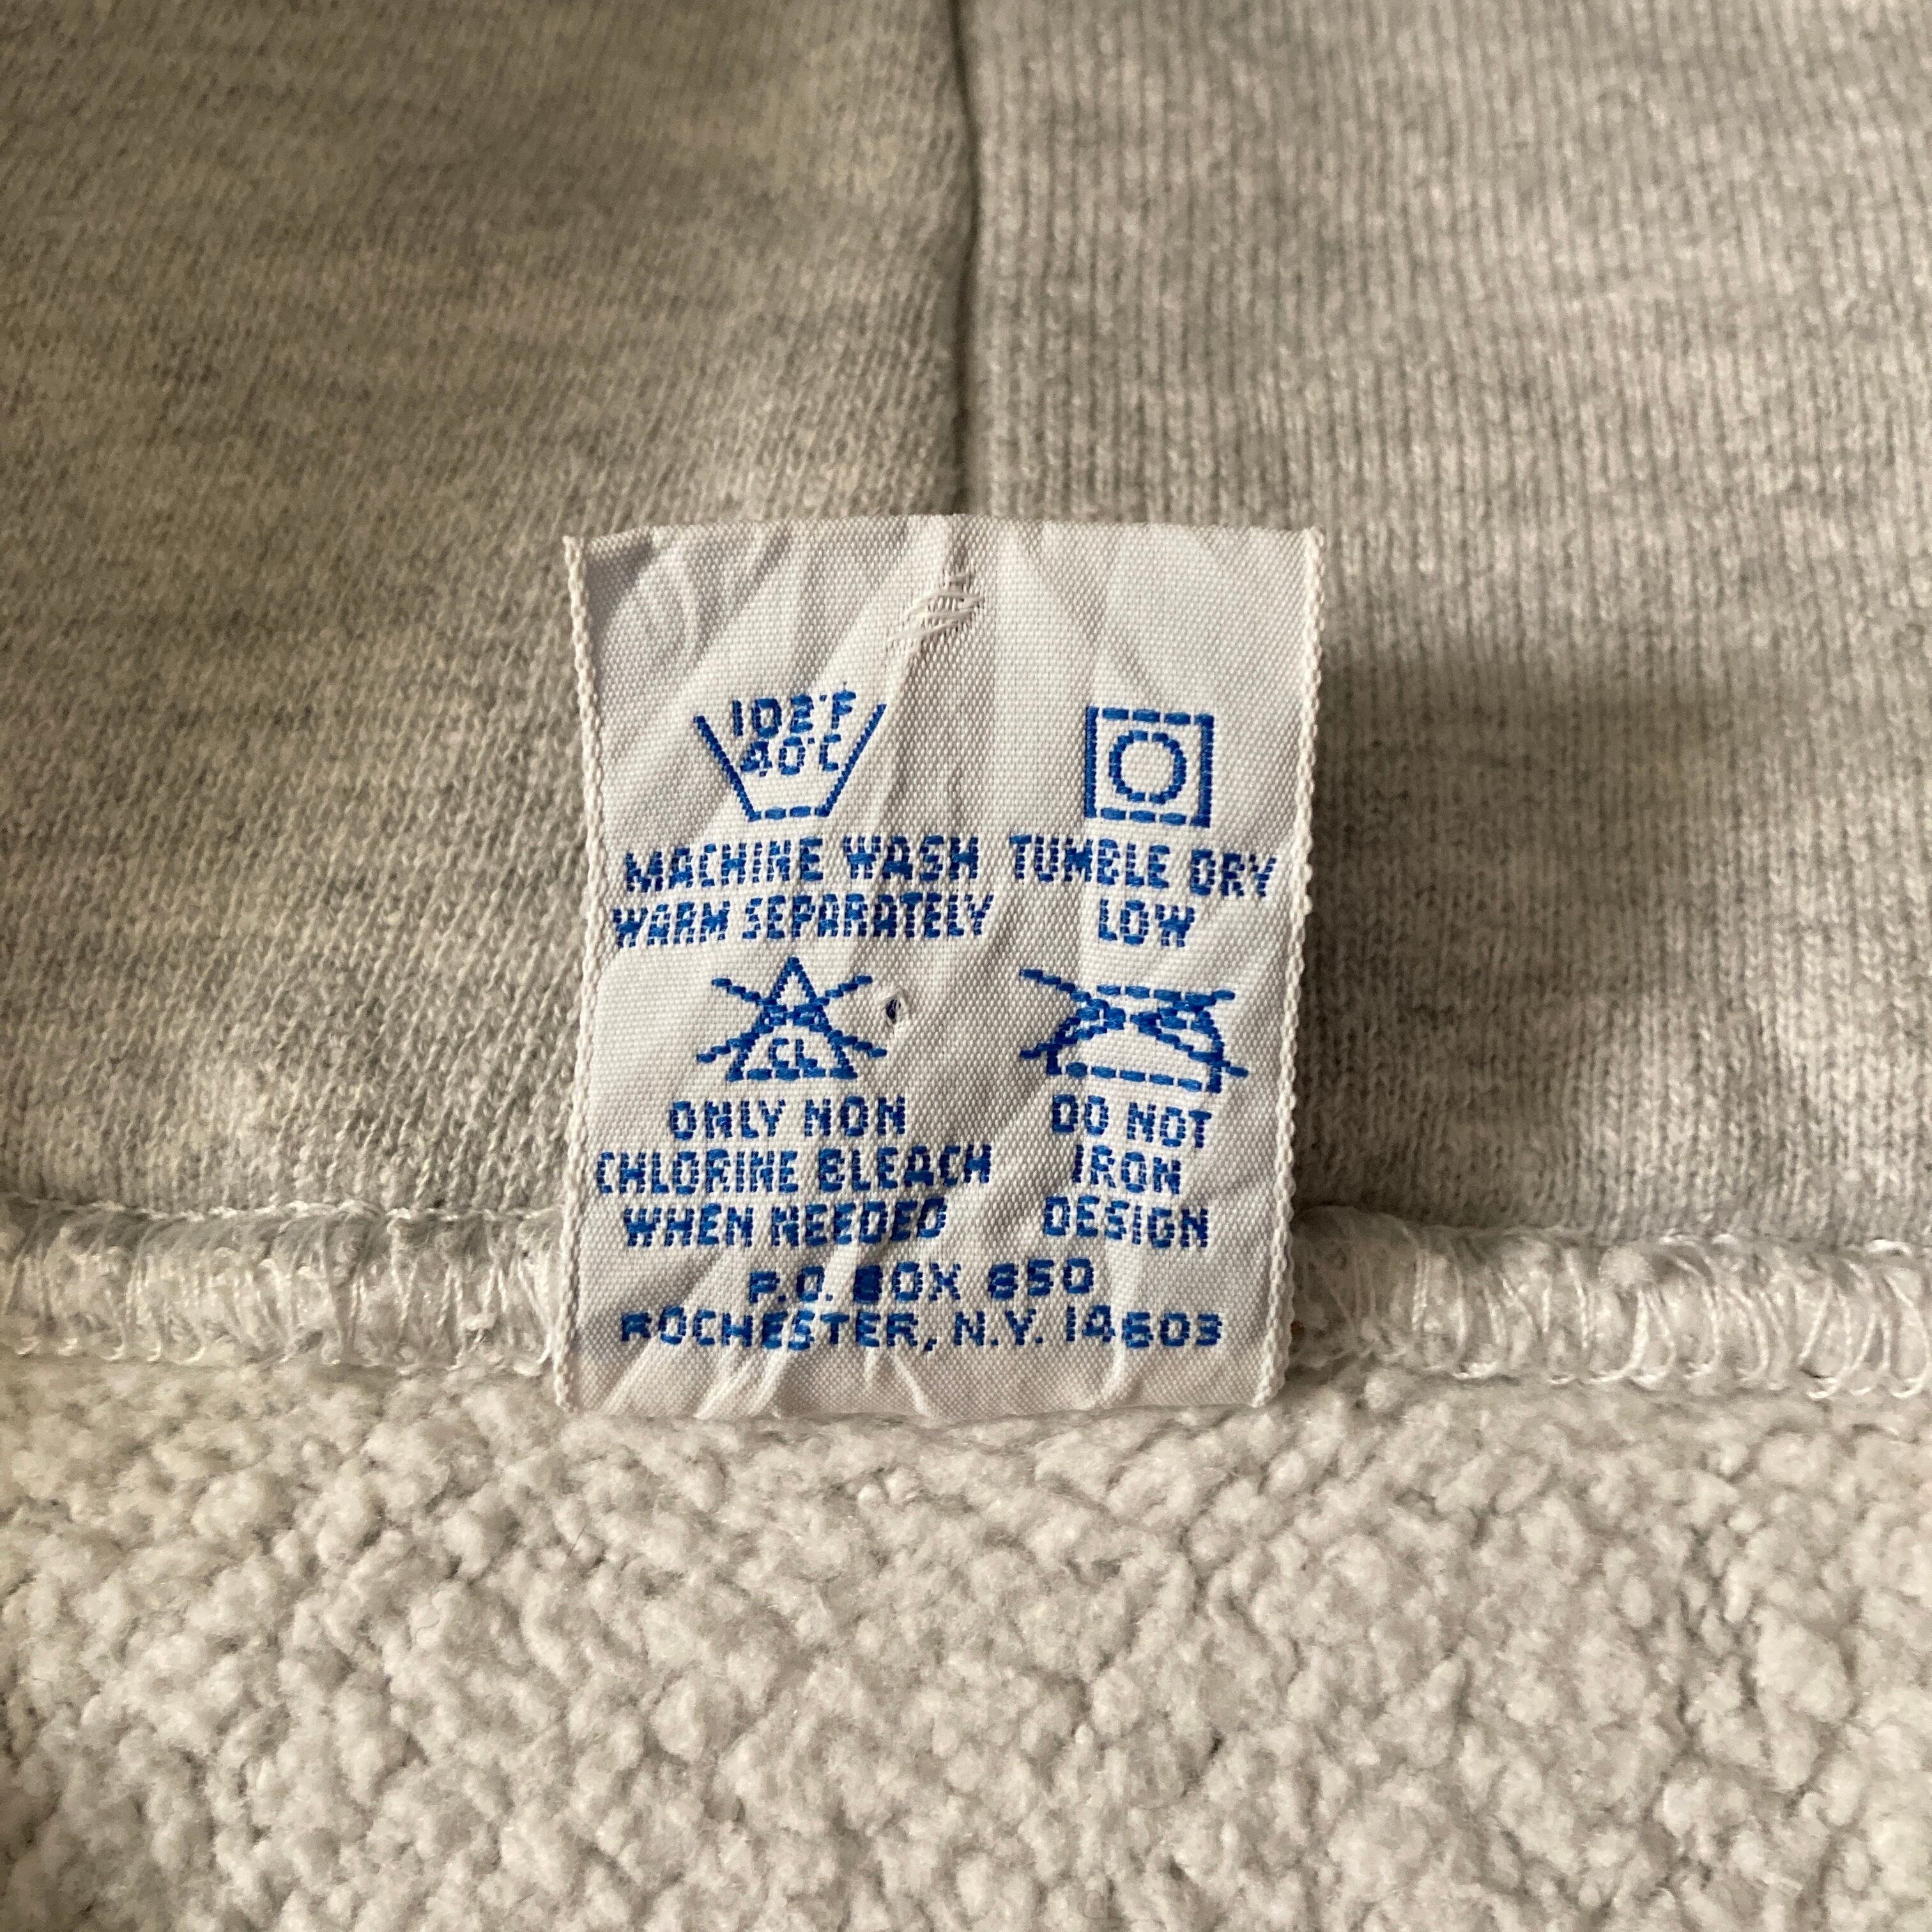 102°F
40°C
MACHINE WASH
WARM SEPARATELY
TUMBLE DRY
LOW
CL
ONLY NON
CHLORINE BLEACH
WHEN NEEDED
DO NOT
IRON
DESIGN
P.O. BOX 850
ROCHESTER, N.Y. 14603